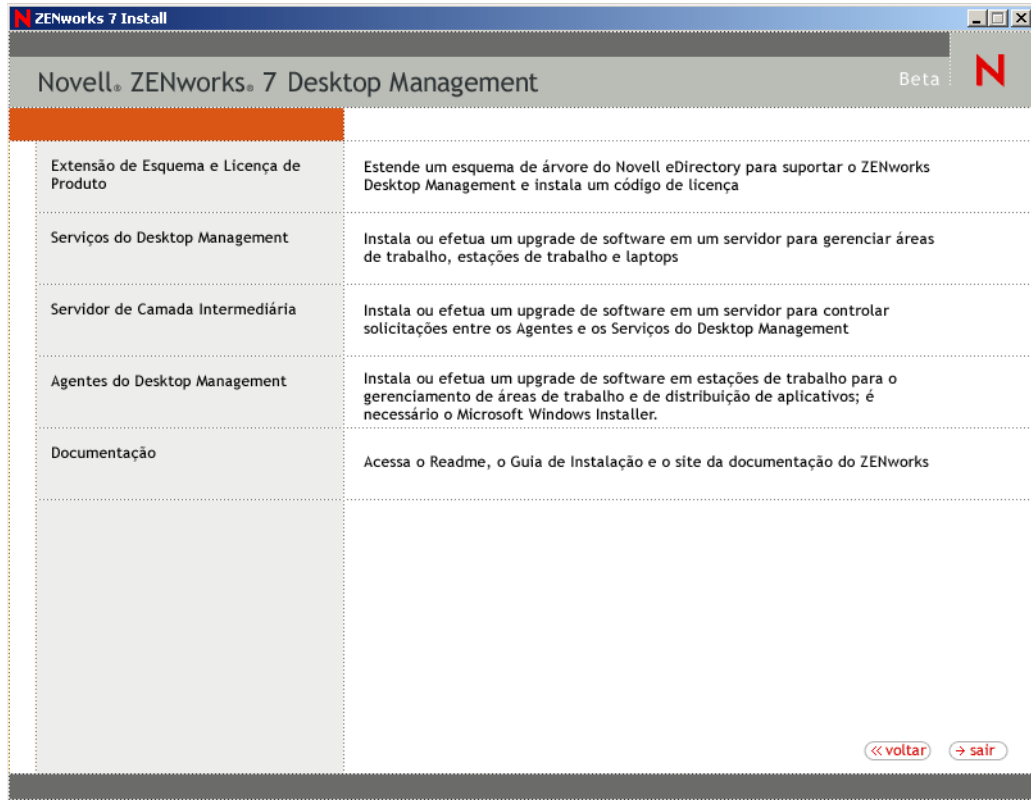 N ZENworks 7 Install
Novell® ZENworks® 7 Desktop Management
Beta
N
Extensão de Esquema e Licença de
Produto
Estende um esquema de árvore do Novell eDirectory para suportar o ZENworks
Desktop Management e instala um código de licença
Serviços do Desktop Management
Instala ou efetua um upgrade de software em um servidor para gerenciar áreas
de trabalho, estações de trabalho e laptops
Servidor de Camada Intermediária
Instala ou efetua um upgrade de software em um servidor para controlar
solicitações entre os Agentes e os Serviços do Desktop Management
Agentes do Desktop Management
Instala ou efetua um upgrade de software em estações de trabalho para o
gerenciamento de áreas de trabalho e de distribuição de aplicativos; é
necessário o Microsoft Windows Installer.
Documentação
Acessa o Readme, o Guia de Instalação e o site da documentação do ZENworks
« voltar
→ sair